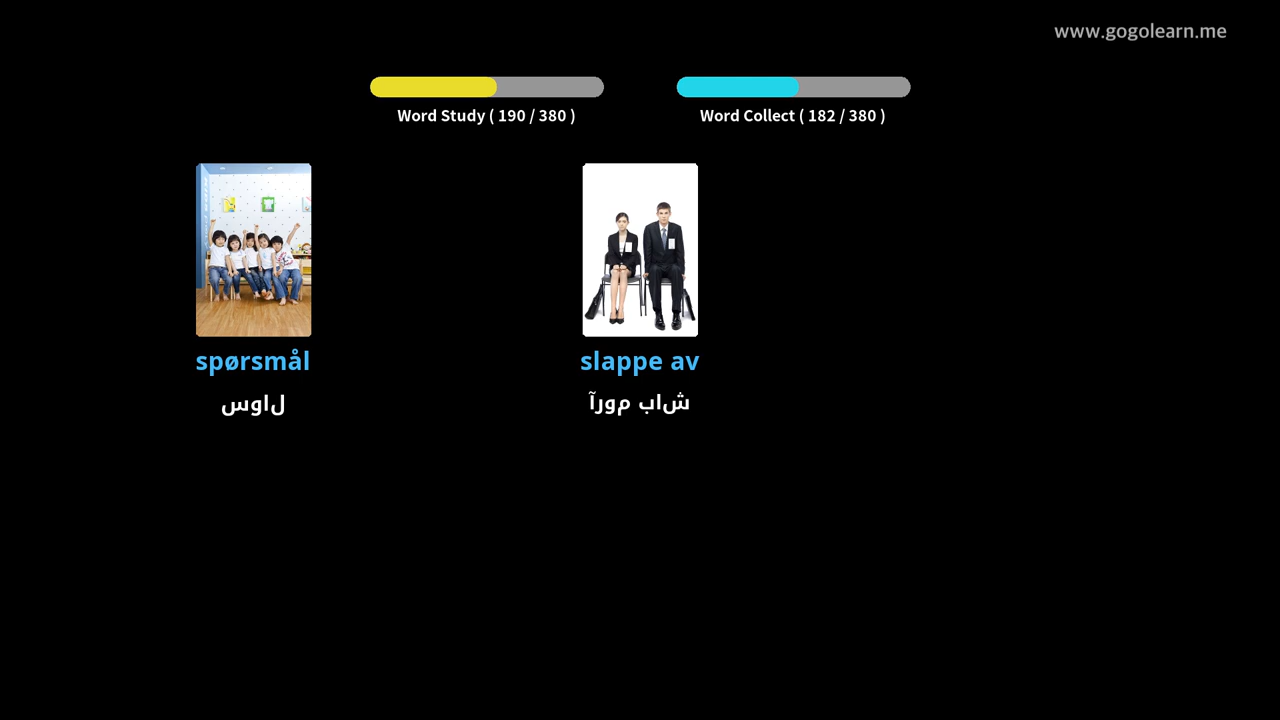 www.gogolearn.me
Word Study ( 190 / 380 )
Word Collect ( 182 / 380 )
spørsmål
slappe av
لاوس
شاب مورآ